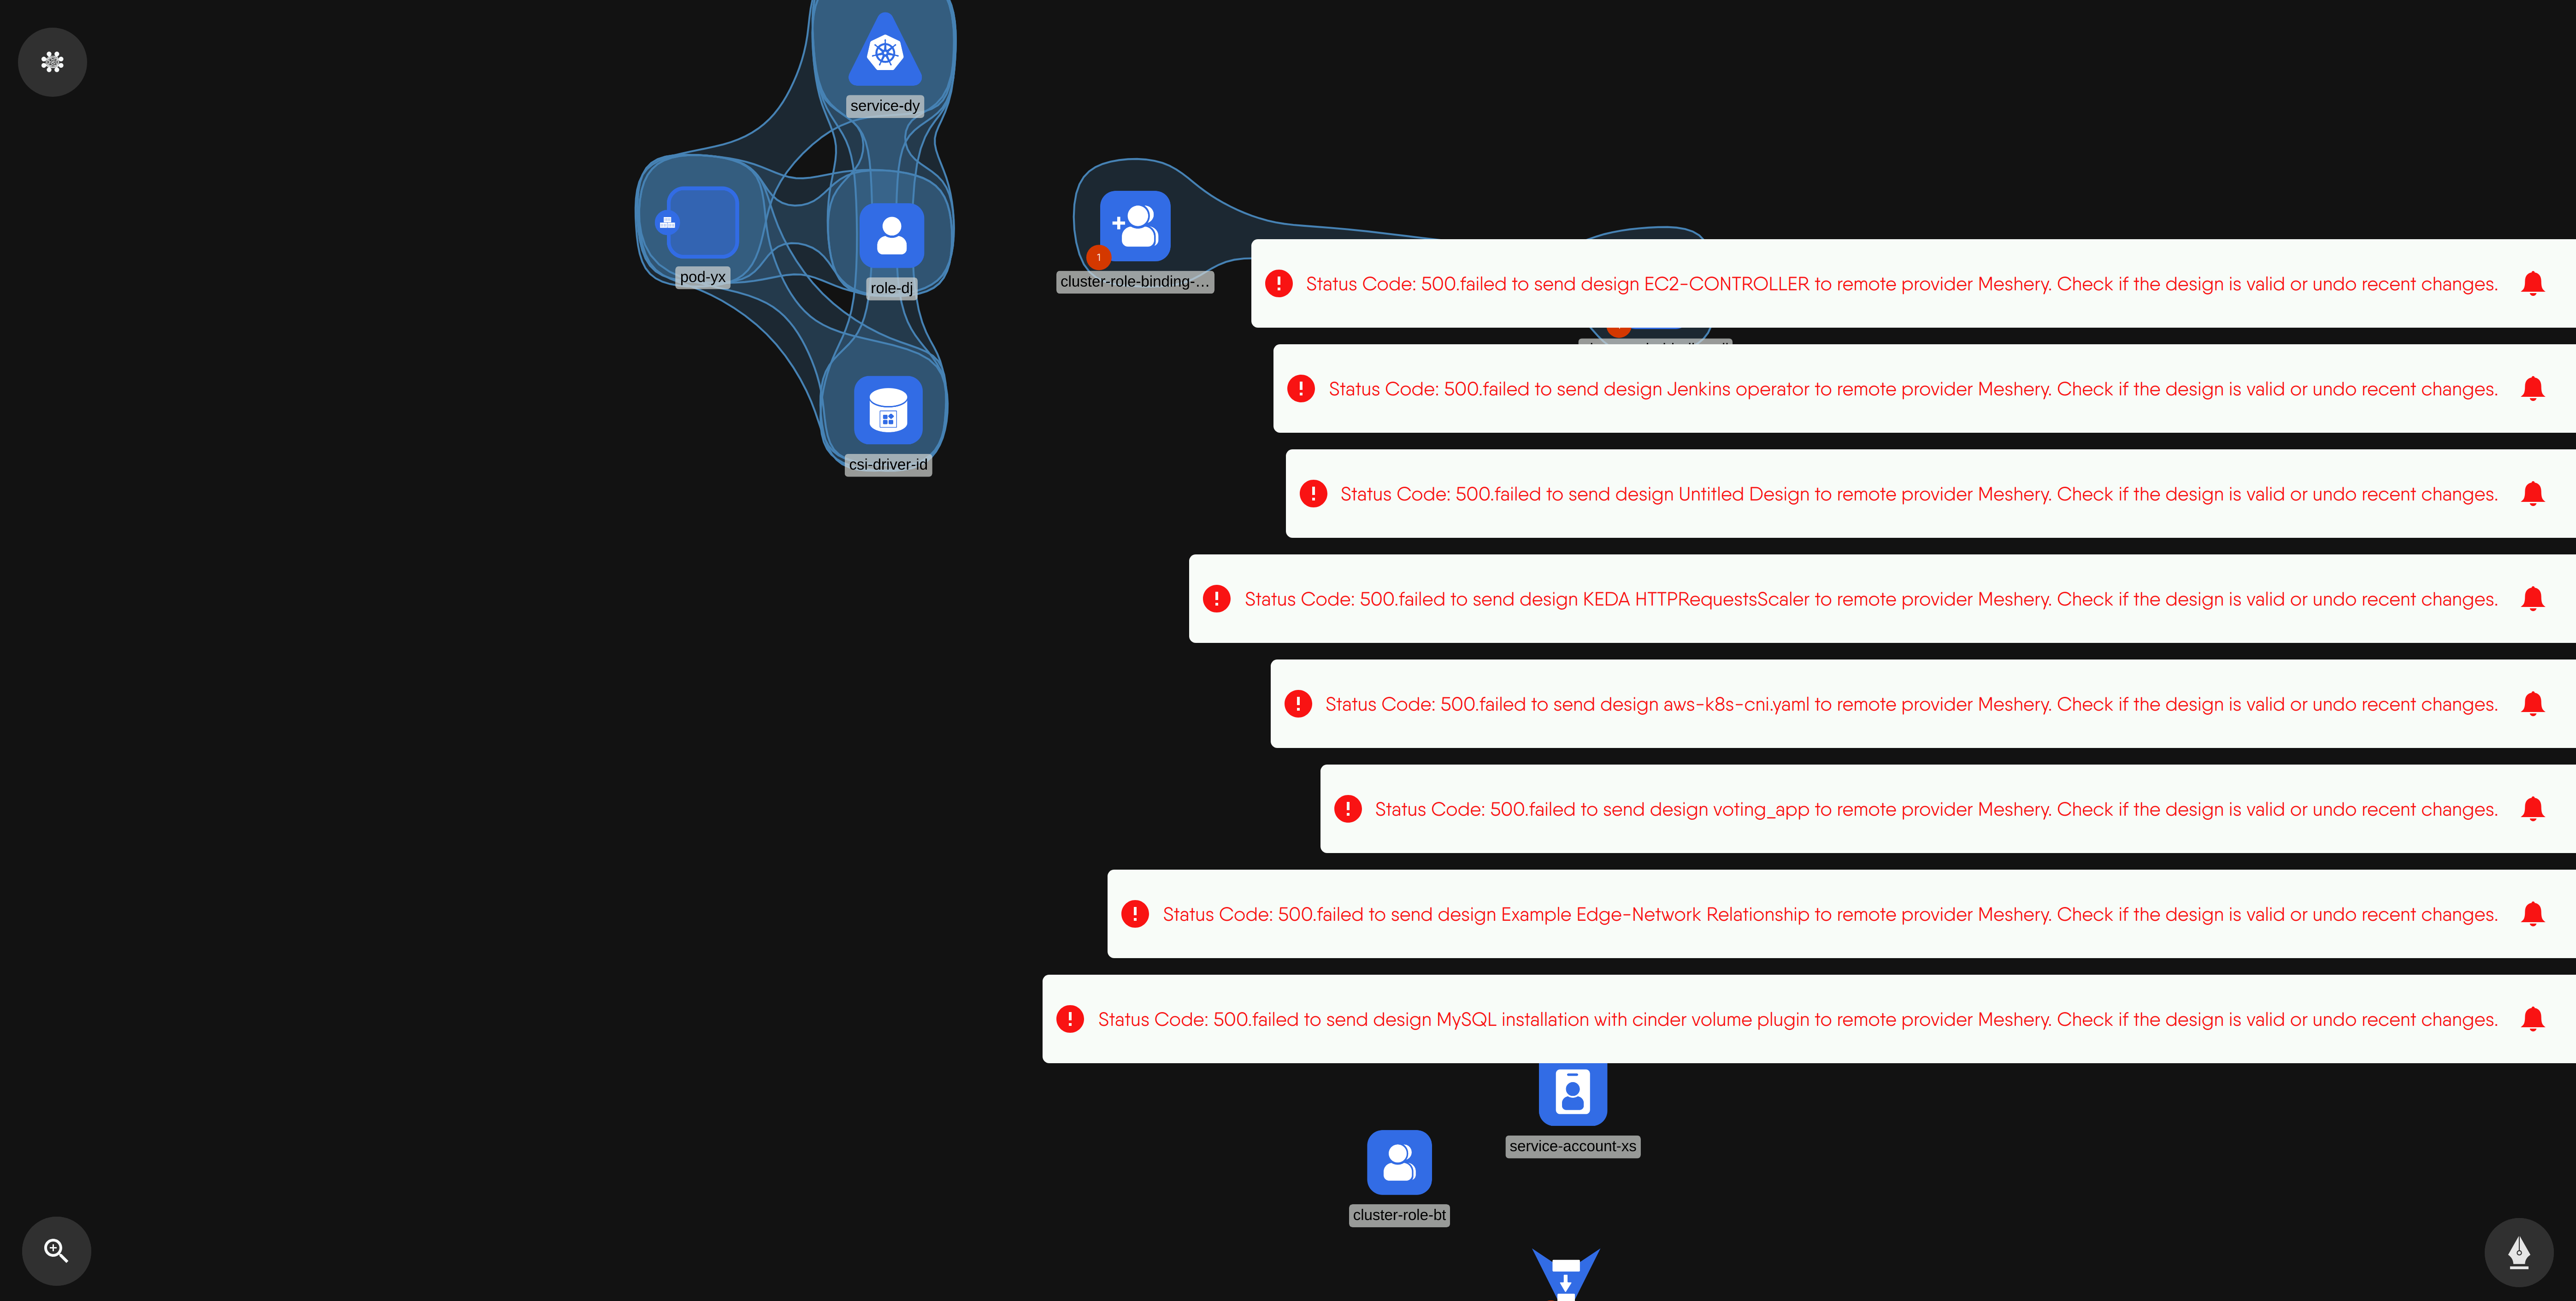 service-dy
pod-yx
role-dj
1
cluster-role-binding-...
csi-driver-id
Status Code: 500.failed to send design EC2-CONTROLLER to remote provider Meshery. Check if the design is valid or undo recent changes.
Status Code: 500.failed to send design Jenkins operator to remote provider Meshery. Check if the design is valid or undo recent changes.
Status Code: 500.failed to send design Untitled Design to remote provider Meshery. Check if the design is valid or undo recent changes.
Status Code: 500.failed to send design KEDA HTTPRequestsScaler to remote provider Meshery. Check if the design is valid or undo recent changes.
Status Code: 500.failed to send design aws-k8s-cni.yaml to remote provider Meshery. Check if the design is valid or undo recent changes.
Status Code: 500.failed to send design voting_app to remote provider Meshery. Check if the design is valid or undo recent changes.
Status Code: 500.failed to send design Example Edge-Network Relationship to remote provider Meshery. Check if the design is valid or undo recent changes.
Status Code: 500.failed to send design MySQL installation with cinder volume plugin to remote provider Meshery. Check if the design is valid or undo recent changes.
service-account-xs
cluster-role-bt